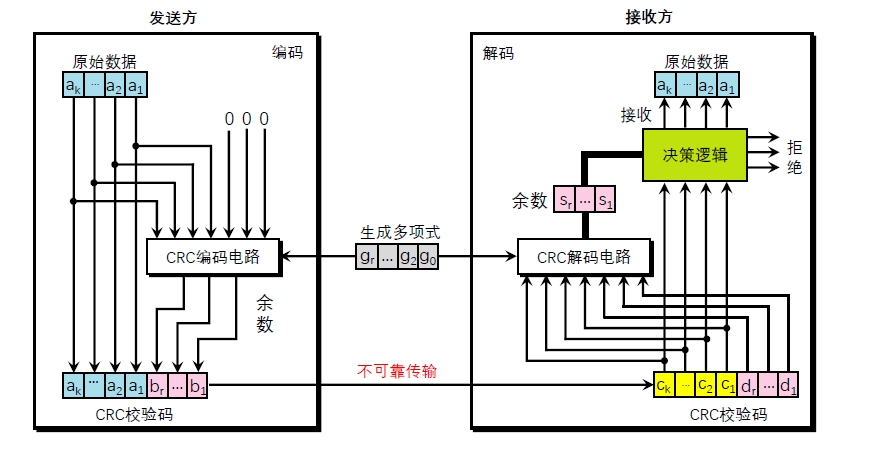 发送方
编码
原始数据
ak ... a2 a1
0 0 0
CRC编码电路
余数
ak ... a2 a1 br ... b1
CRC校验码
生成多项式
gr ... g2 g0
不可靠传输
接收方
解码
原始数据
ak ... a2 a1
接收
决策逻辑
拒绝
余数
sr ... s1
CRC解码电路
ck ... c2 c1 dr ... d1
CRC校验码